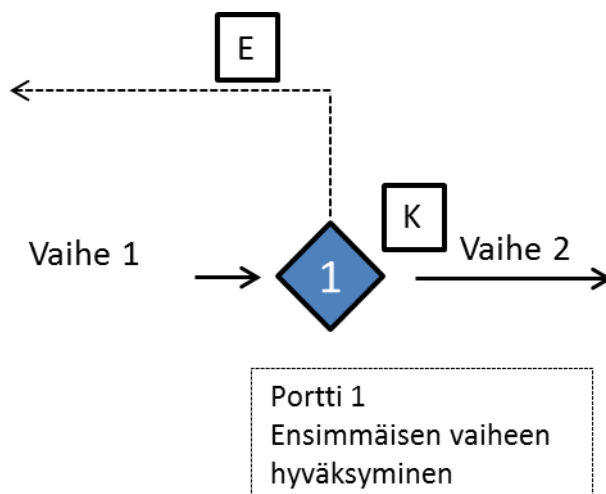 E
K
Vaihe 1
1
Vaihe 2
Portti 1
Ensimmäisen vaiheen
hyväksyminen